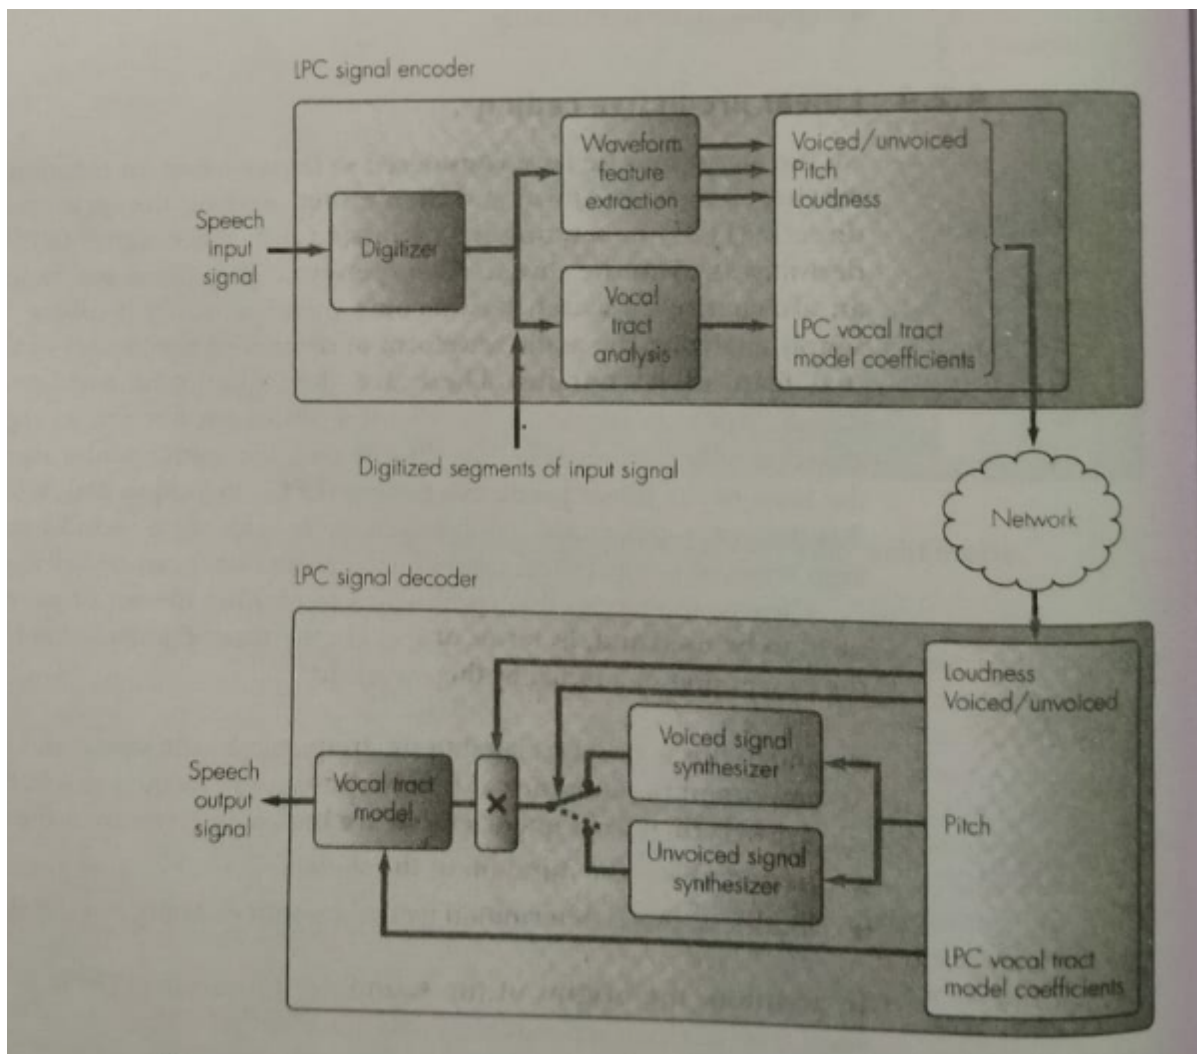 LPC signal encoder
Speech
input
signal
Digitizer
Waveform
feature
extraction
Vocal
tract
analysis
Voiced/unvoiced
Pitch
Loudness
LPC vocal tract
model coefficients
Digitized segments of input signal
Network
LPC signal decoder
Loudness
Voiced/unvoiced
Pitch
LPC vocal tract
model coefficients
Voiced signal
synthesizer
Unvoiced signal
synthesizer
×
Vocal tract
model
Speech
output
signal